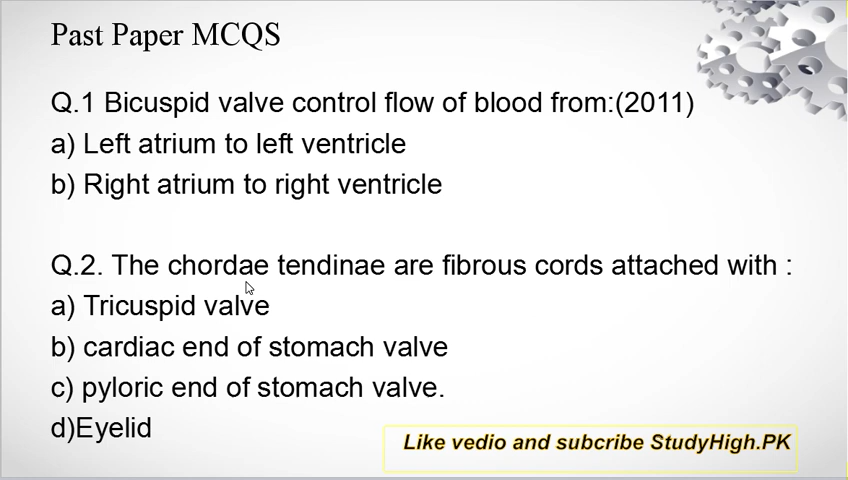 Past Paper MCQS
Q.1 Bicuspid valve control flow of blood from:(2011)
a) Left atrium to left ventricle
b) Right atrium to right ventricle
Q.2. The chordae tendinae are fibrous cords attached with :
a) Tricuspid valve
b) cardiac end of stomach valve
c) pyloric end of stomach valve.
d)Eyelid
Like vedio and subcribe StudyHigh.PK